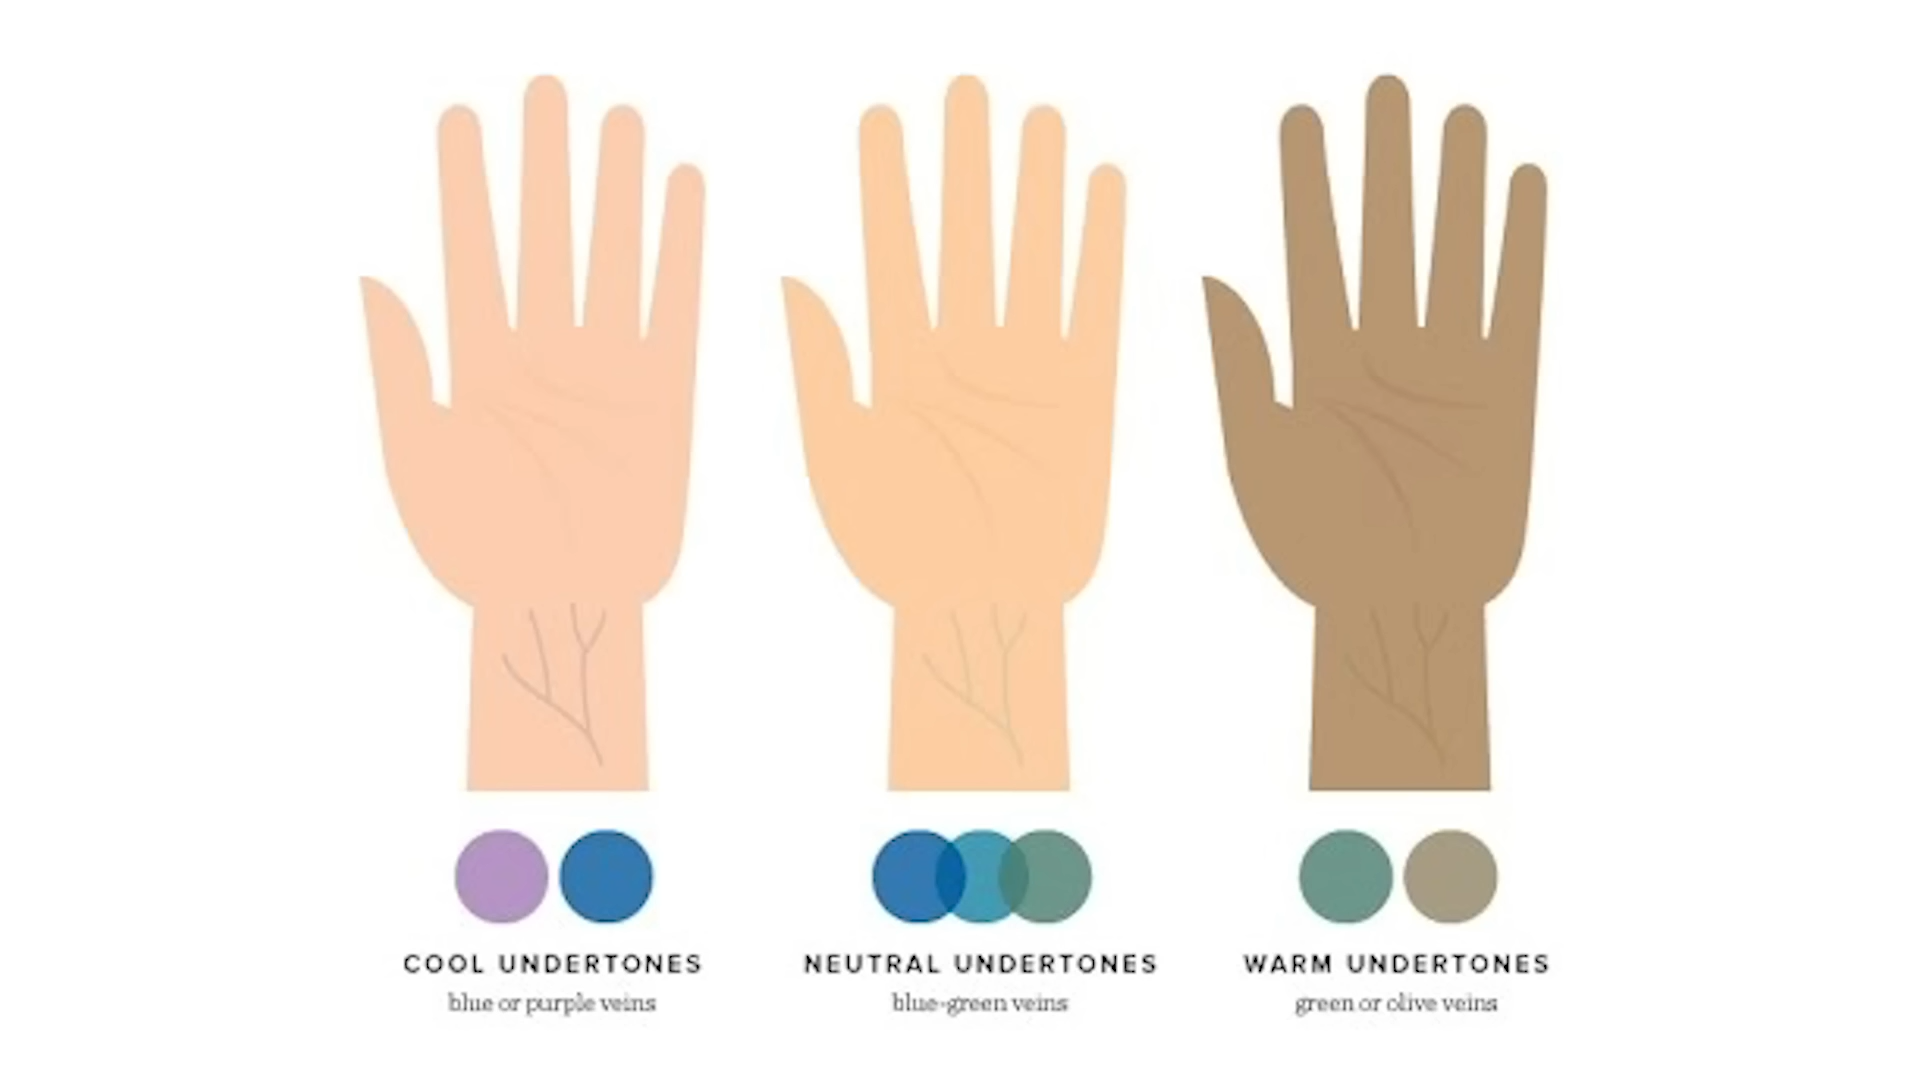 COOL UNDERTONES
blue or purple veins
NEUTRAL UNDERTONES
blue-green veins
WARM UNDERTONES
green or olive veins